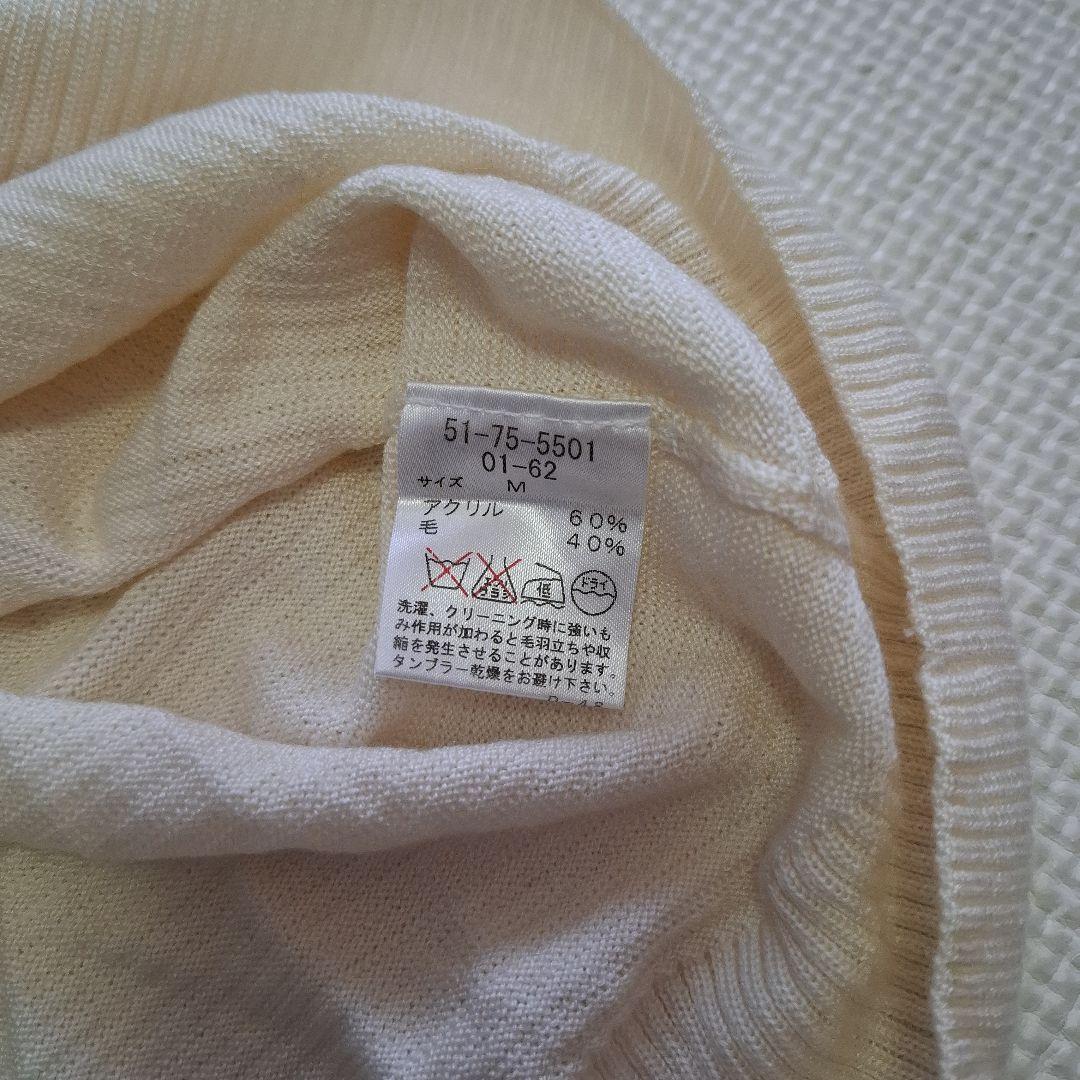 51-75-5501
01-62
サイズ M
アクリル 60%
毛 40%
低 ドライ
洗濯、クリーニング時に強いも
み作用が加わると毛羽立ちや収
縮を発生させることがあります。
タンブラー乾燥をお避け下さい。